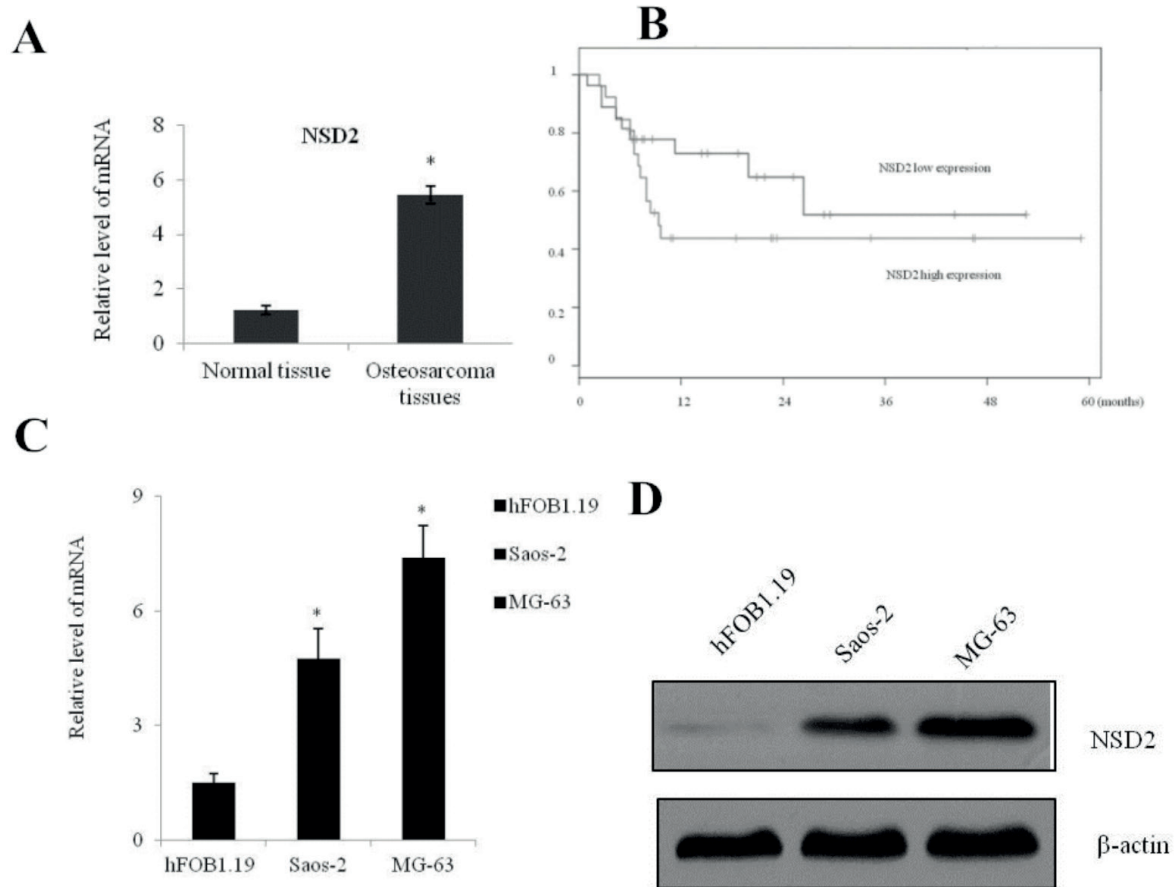 A
NSD2
Relative level of mRNA
8
6
4
2
0
*
Normal tissue
Osteosarcoma
tissues
B
1
0.8
0.6
0.4
0.2
0
NSD2 low expression
NSD2 high expression
0 12 24 36 48 60 (months)
C
Relative level of mRNA
9
6
3
0
*
*
hFOB1.19 Saos-2 MG-63
hFOB1.19
Saos-2
MG-63
D
hFOB1.19 Saos-2 MG-63
NSD2
β-actin